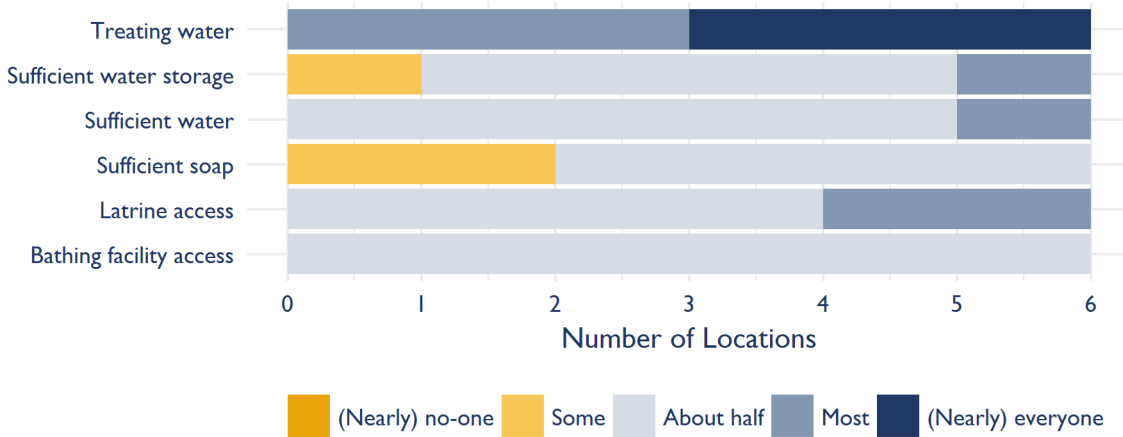 Treating water
Sufficient water storage
Sufficient water
Sufficient soap
Latrine access
Bathing facility access
0 1 2 3 4 5 6
Number of Locations
(Nearly) no-one Some About half Most (Nearly) everyone